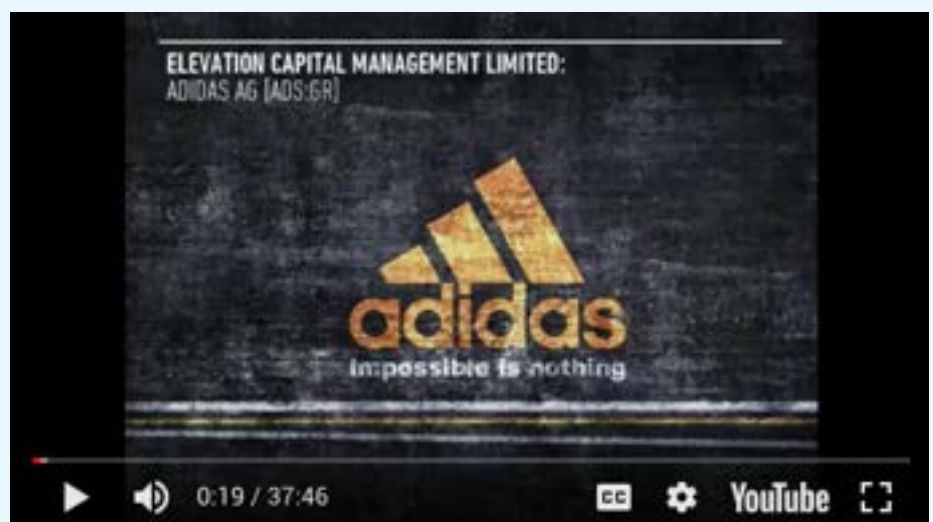 ELEVATION CAPITAL MANAGEMENT LIMITED:
ADIDAS AG [ADS:GR]
adidas
impossible is nothing
0:19 / 37:46
CC
YouTube